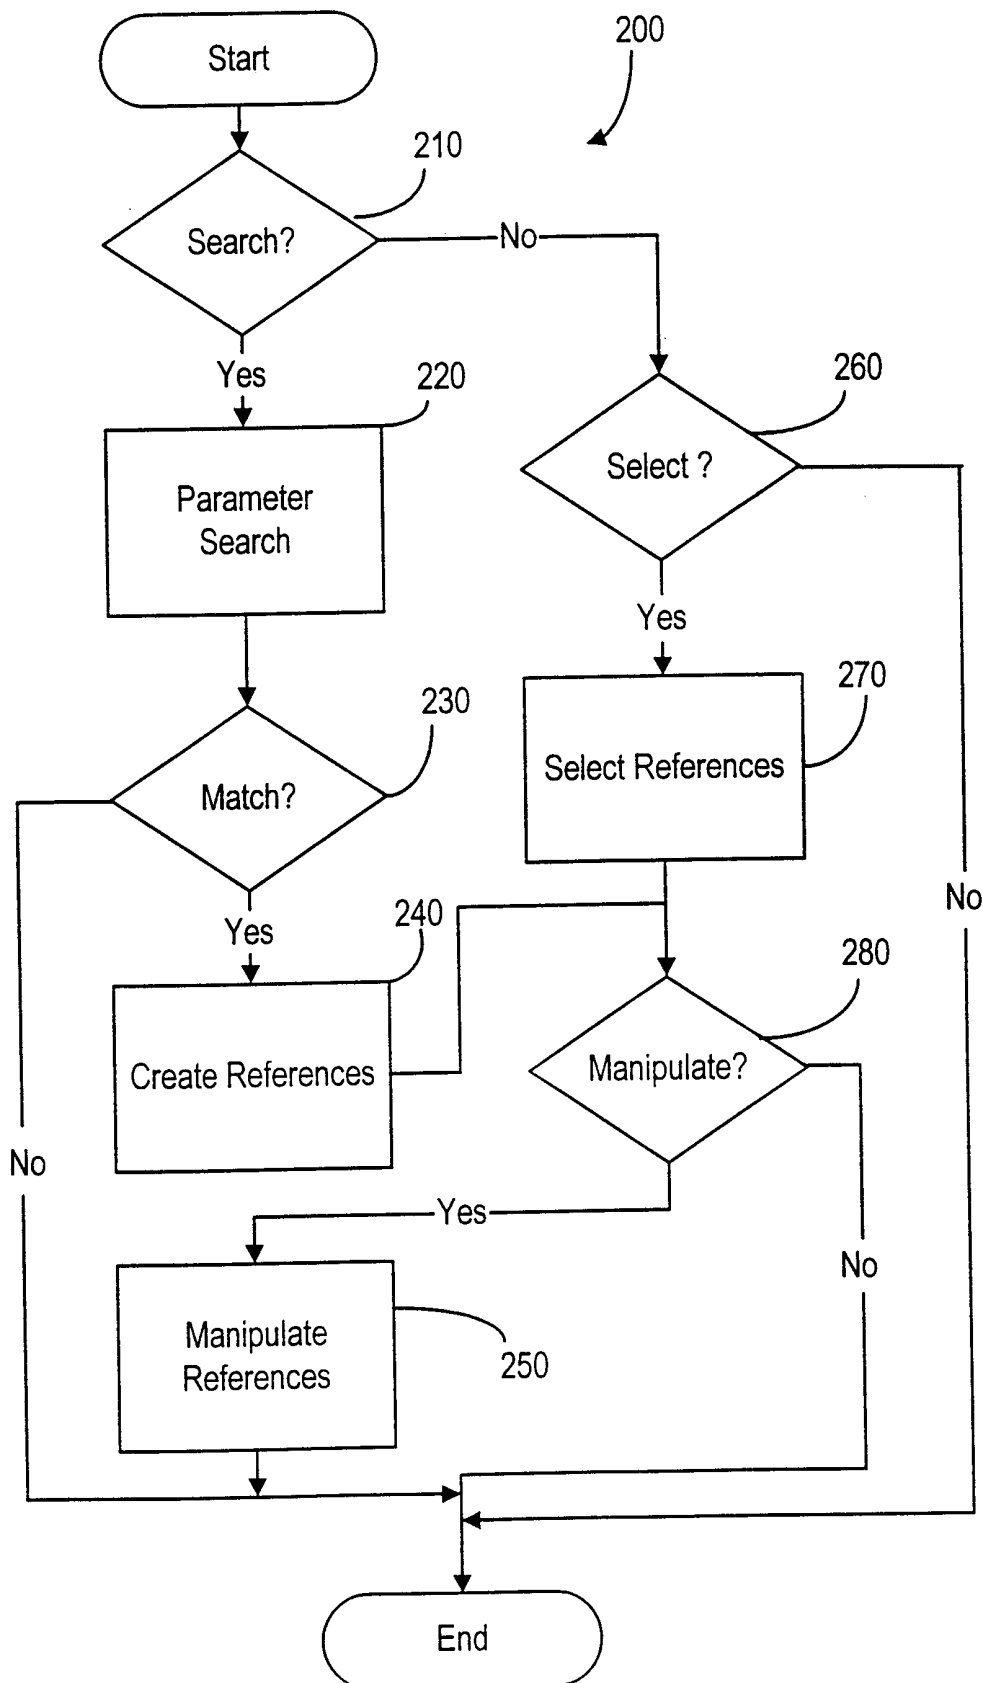 Start
200
210
Search?
No
Yes
220
260
Parameter
Search
Select ?
Yes
230
270
Match?
Select References
No
Yes
240
280
Create References
Manipulate?
No
Yes
No
Manipulate
References
250
End